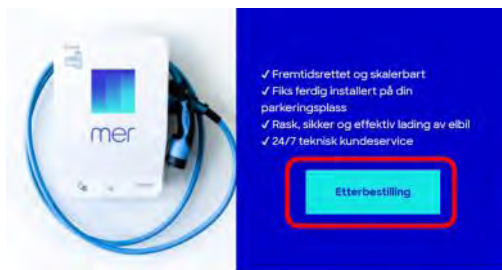 mer
✓ Fremtidsrettet og skalerbart
✓ Fiks ferdig installert på din
parkeringsplass
✓ Rask, sikker og effektiv lading av elbil
✓ 24/7 teknisk kundeservice
Etterbestilling